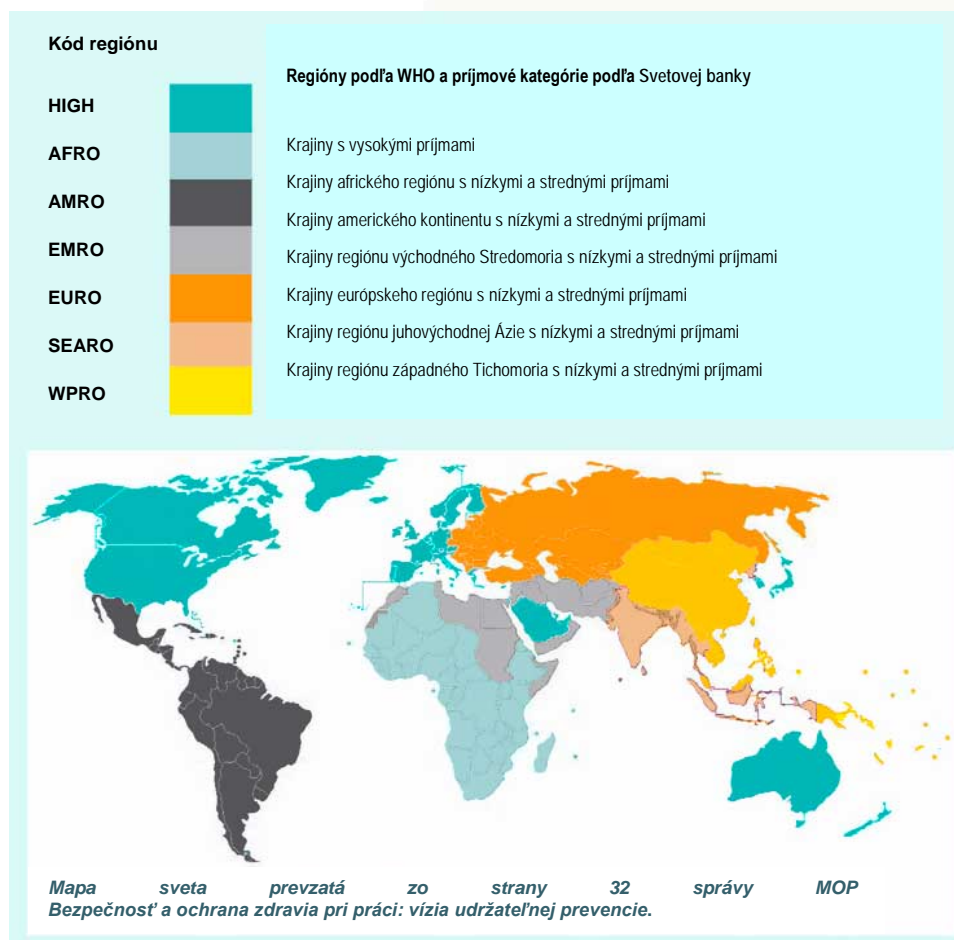 Kód regiónu
Regióny podľa WHO a príjmové kategórie podľa Svetovej banky
HIGH
AFRO
AMRO
EMRO
EURO
SEARO
WPRO
Krajiny s vysokými príjmami
Krajiny afrického regiónu s nízkymi a strednými príjmami
Krajiny amerického kontinentu s nízkymi a strednými príjmami
Krajiny regiónu východného Stredomoria s nízkymi a strednými príjmami
Krajiny európskeho regiónu s nízkymi a strednými príjmami
Krajiny regiónu juhovýchodnej Ázie s nízkymi a strednými príjmami
Krajiny regiónu západného Tichomoria s nízkymi a strednými príjmami
Mapa sveta prevzatá zo strany 32 správy MOP
Bezpečnosť a ochrana zdravia pri práci: vízia udržateľnej prevencie.